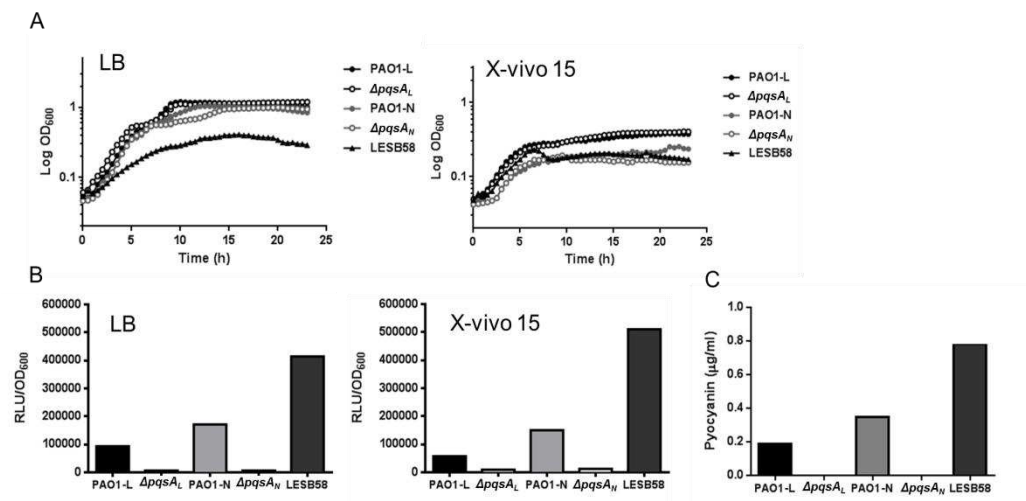 A
LB
Log OD600
1
0.1
0 5 10 15 20 25
Time (h)
PAO1-L
ΔpqsAL
PAO1-N
ΔpqsAN
LESB58
X-vivo 15
Log OD600
1
0.1
0 5 10 15 20 25
Time (h)
PAO1-L
ΔpqsAL
PAO1-N
ΔpqsAN
LESB58
B
LB
RLU/OD600
600000
500000
400000
300000
200000
100000
0
PAO1-L ΔpqsAL PAO1-N ΔpqsAN LESB58
X-vivo 15
RLU/OD600
600000
500000
400000
300000
200000
100000
0
PAO1-L ΔpqsAL PAO1-N ΔpqsAN LESB58
C
Pyocyanin (µg/ml)
1.0
0.8
0.6
0.4
0.2
0.0
PAO1-L ΔpqsAL PAO1-N ΔpqsAN LESB58